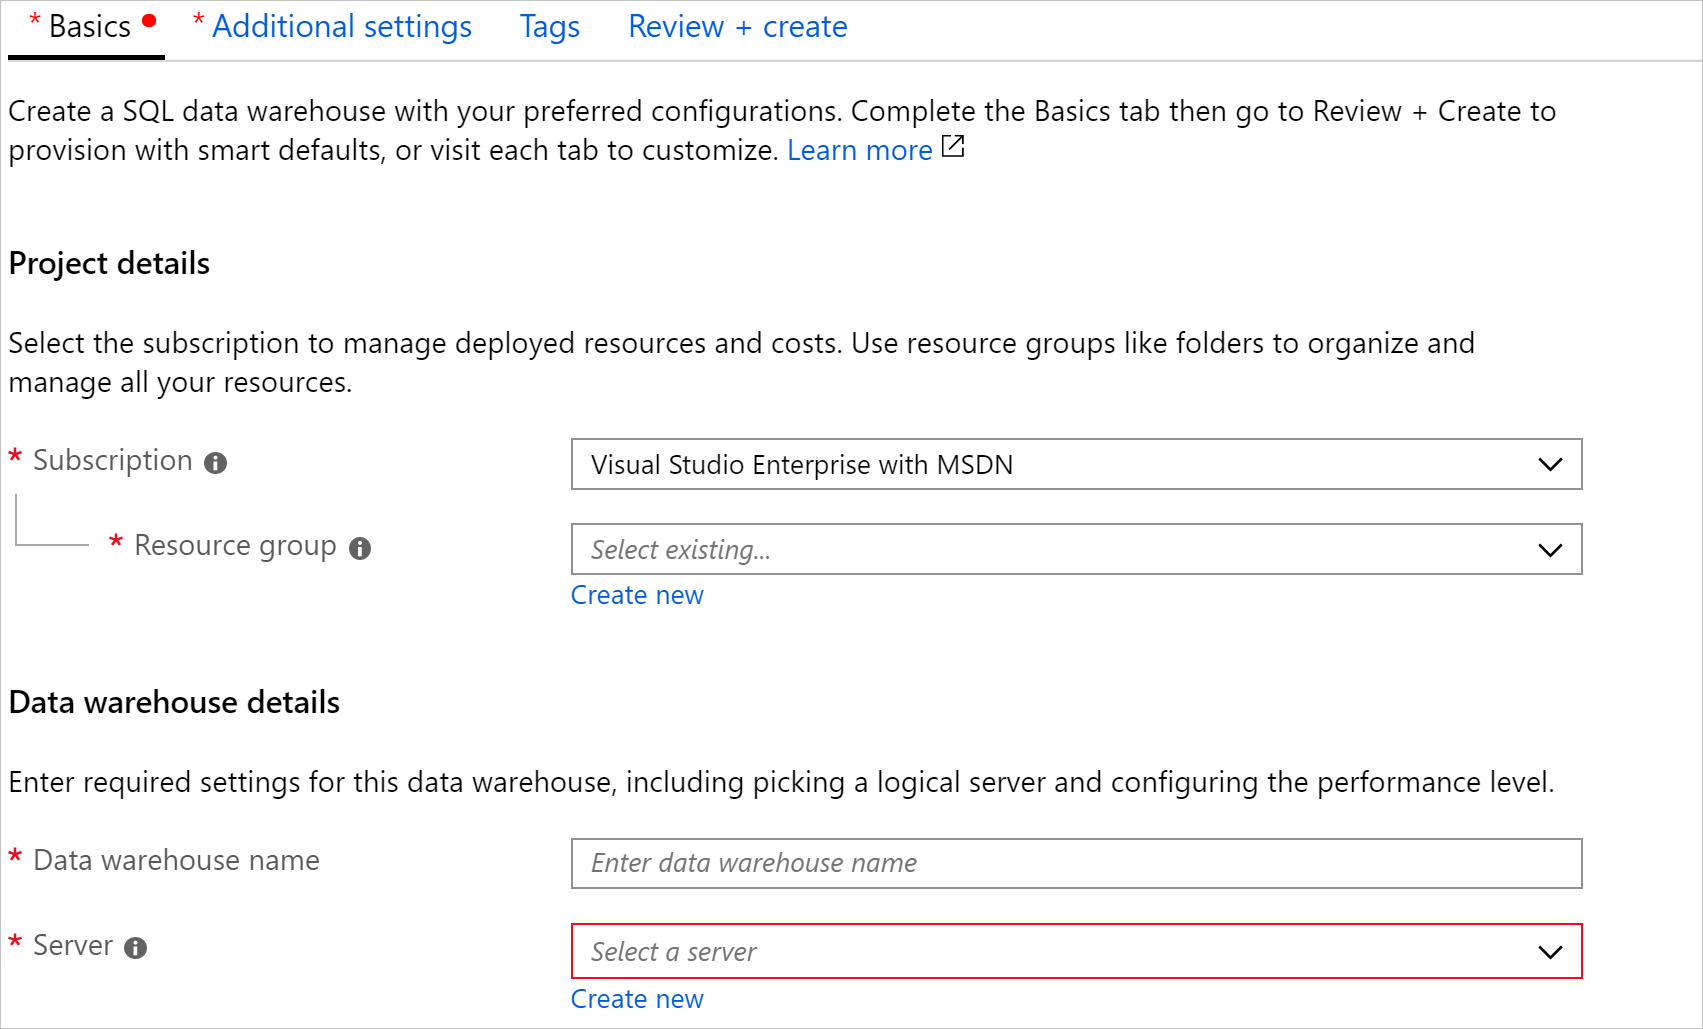 * Basics * Additional settings Tags Review + create
Create a SQL data warehouse with your preferred configurations. Complete the Basics tab then go to Review + Create to
provision with smart defaults, or visit each tab to customize. Learn more
Project details
Select the subscription to manage deployed resources and costs. Use resource groups like folders to organize and
manage all your resources.
* Subscription Visual Studio Enterprise with MSDN
* Resource group Select existing...
Create new
Data warehouse details
Enter required settings for this data warehouse, including picking a logical server and configuring the performance level.
* Data warehouse name Enter data warehouse name
* Server Select a server
Create new